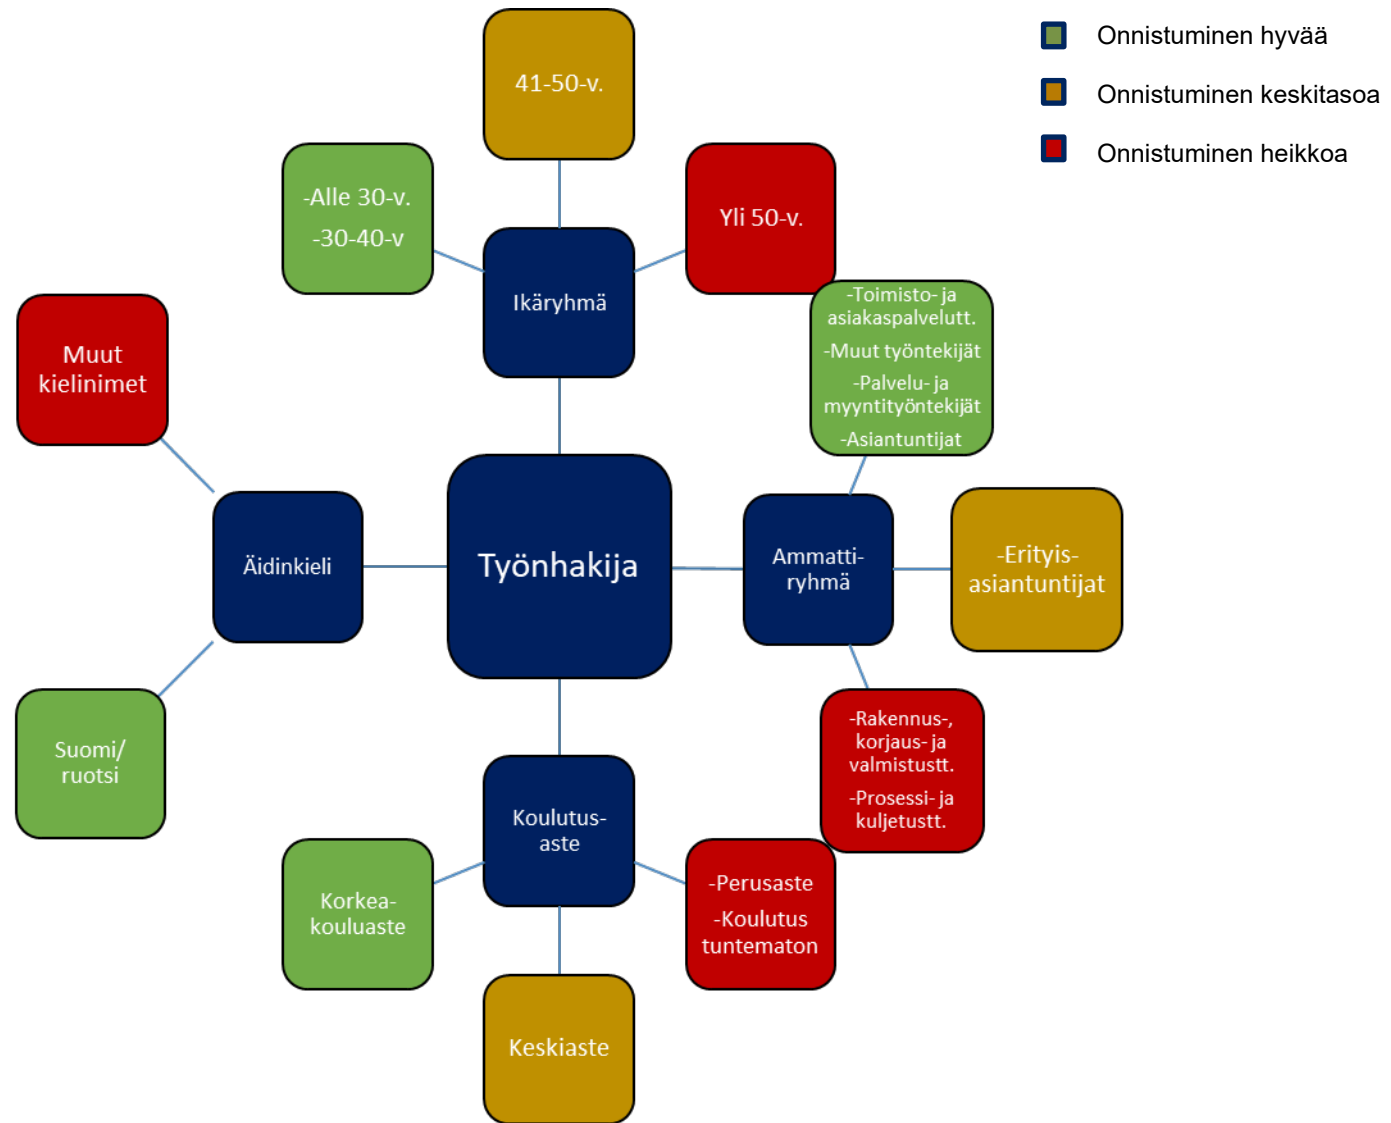 Onnistuminen hyvää
Onnistuminen keskitasoa
Onnistuminen heikkoa
41-50-v.
-Alle 30-v.
-30-40-v
Yli 50-v.
Ikäryhmä
-Toimisto- ja
asiakaspalvelutt.
-Muut työntekijät
-Palvelu- ja
myyntityöntekijät
-Asiantuntijat
Muut
kielinimet
Äidinkieli
Työnhakija
Ammatti-
ryhmä
-Erityis-
asiantuntijat
Suomi/
ruotsi
-Rakennus-,
korjaus- ja
valmistustt.
-Prosessi- ja
kuljetustt.
Koulutus-
aste
Korkea-
kouluaste
-Perusaste
-Koulutus
tuntematon
Keskiaste